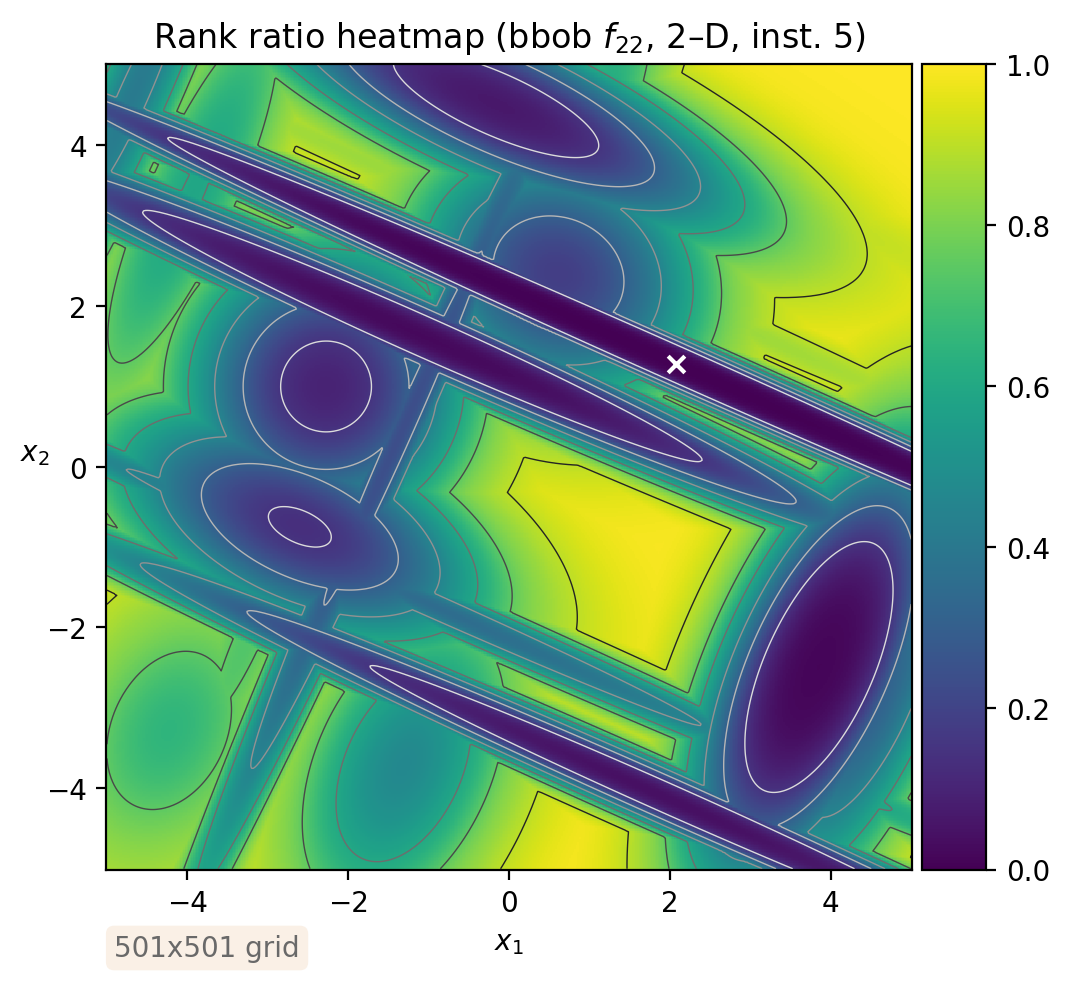 Rank ratio heatmap (bbob f₂₂, 2–D, inst. 5)
1.0
0.8
0.6
0.4
0.2
0.0
4
2
0
−2
−4
x₂
−4 −2 0 2 4
x₁
501x501 grid